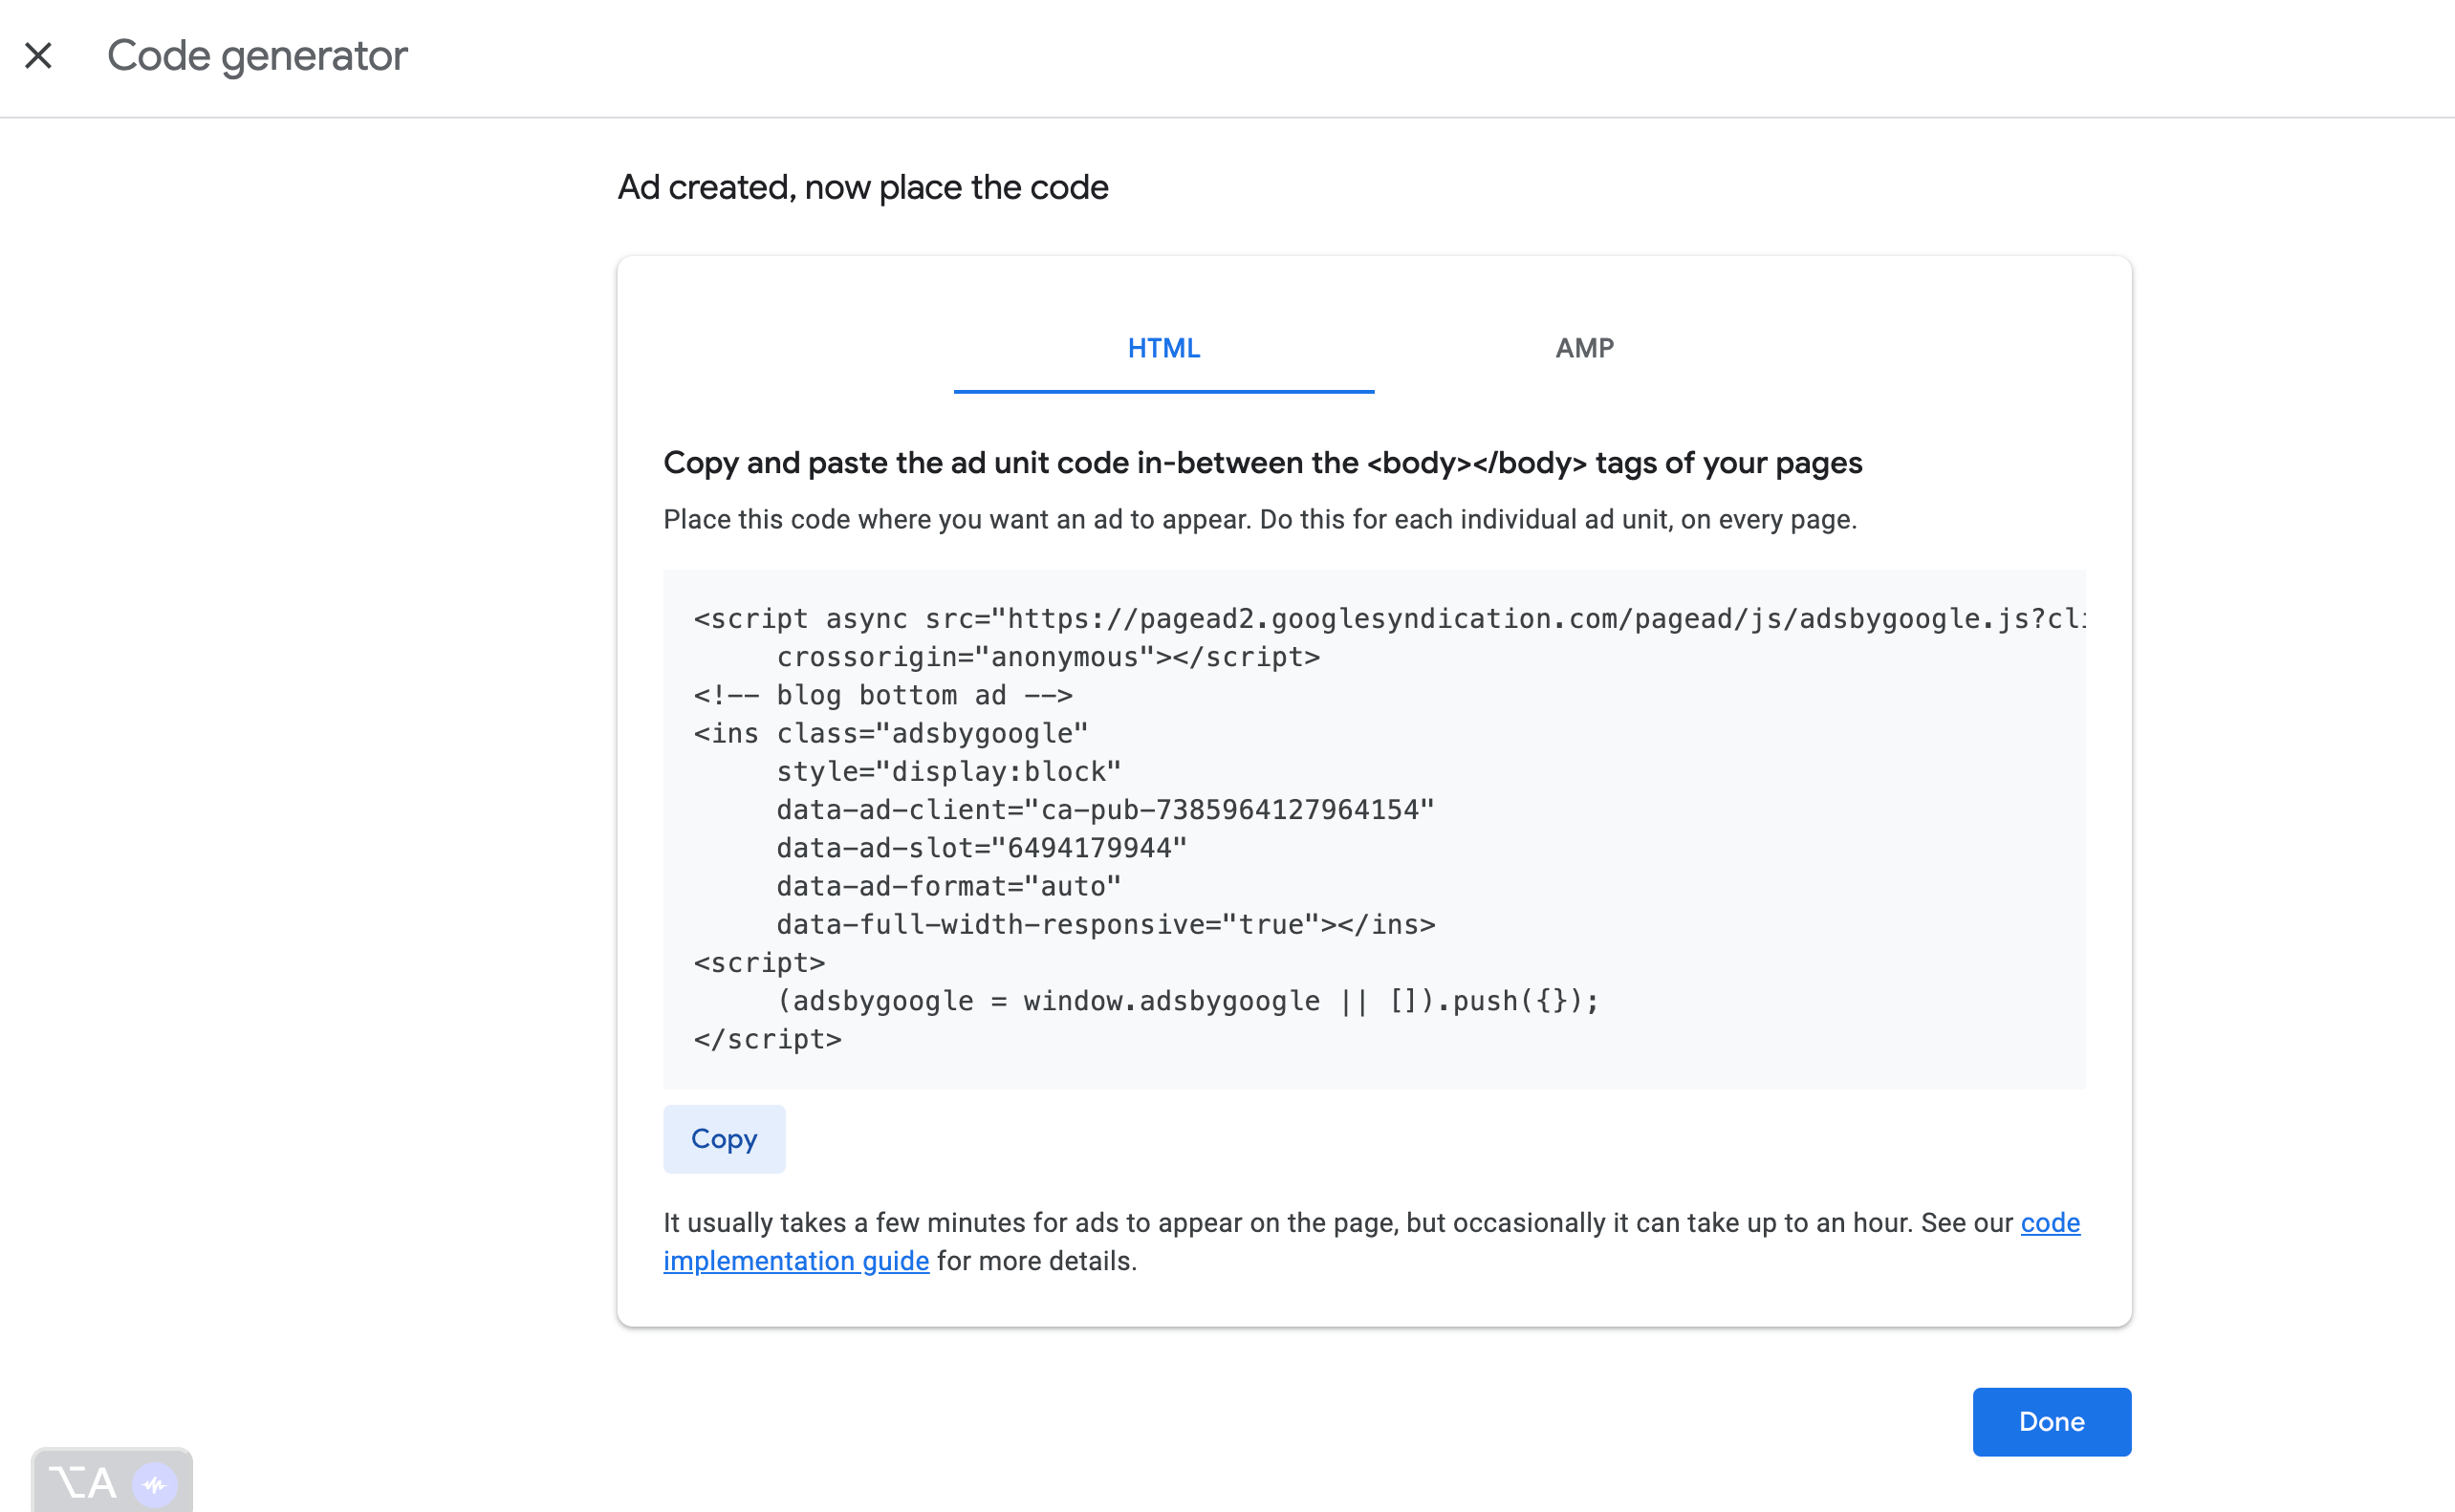 Code generator
Ad created, now place the code
HTML AMP
Copy and paste the ad unit code in-between the <body></body> tags of your pages
Place this code where you want an ad to appear. Do this for each individual ad unit, on every page.
<script async src="https://pagead2.googlesyndication.com/pagead/js/adsbygoogle.js?cli
     crossorigin="anonymous"></script>
<!-- blog bottom ad -->
<ins class="adsbygoogle"
     style="display:block"
     data-ad-client="ca-pub-7385964127964154"
     data-ad-slot="6494179944"
     data-ad-format="auto"
     data-full-width-responsive="true"></ins>
<script>
     (adsbygoogle = window.adsbygoogle || []).push({});
</script>
Copy
It usually takes a few minutes for ads to appear on the page, but occasionally it can take up to an hour. See our code
implementation guide for more details.
Done
⌥A